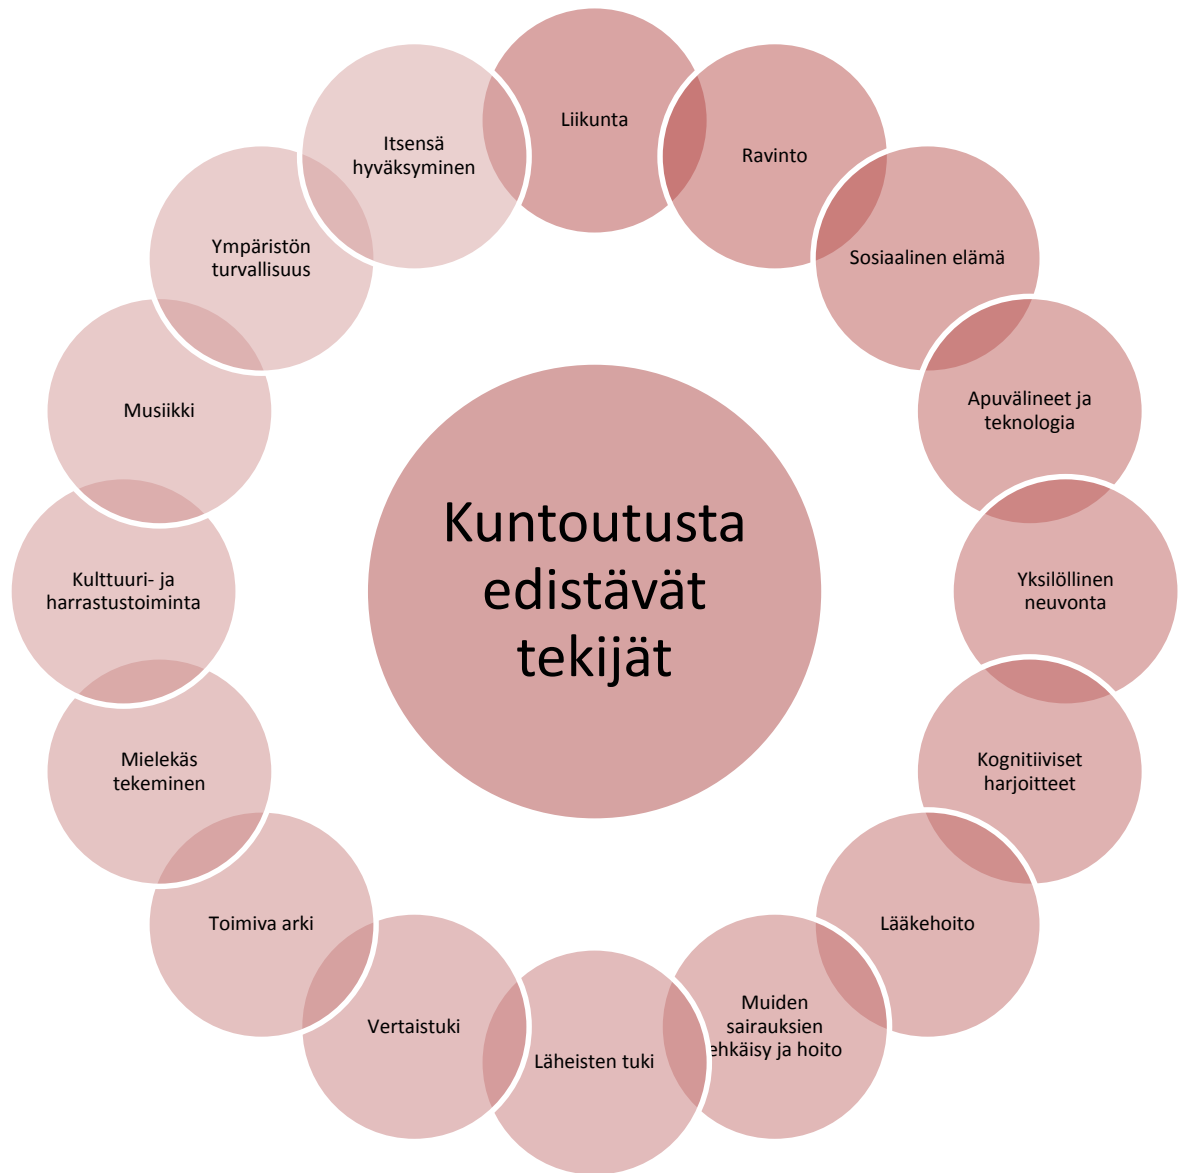 Kuntoutusta
edistävät
tekijät
Liikunta
Ravinto
Sosiaalinen elämä
Apuvälineet ja
teknologia
Yksilöllinen
neuvonta
Kognitiiviset
harjoitteet
Lääkehoito
Muiden
sairauksien
ehkäisy ja hoito
Läheisten tuki
Vertaistuki
Toimiva arki
Mielekäs
tekeminen
Kulttuuri- ja
harrastustoiminta
Musiikki
Ympäristön
turvallisuus
Itsensä
hyväksyminen